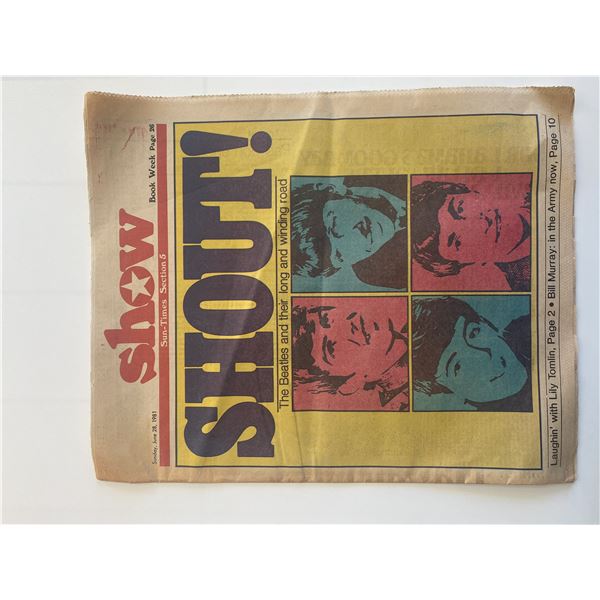 show
Sun-Times Section 5
Sunday, June 28, 1981
Book Week Page 26
SHOUT!
The Beatles and their long and winding road
Laughin' with Lily Tomlin, Page 2 • Bill Murray: in the Army now, Page 10